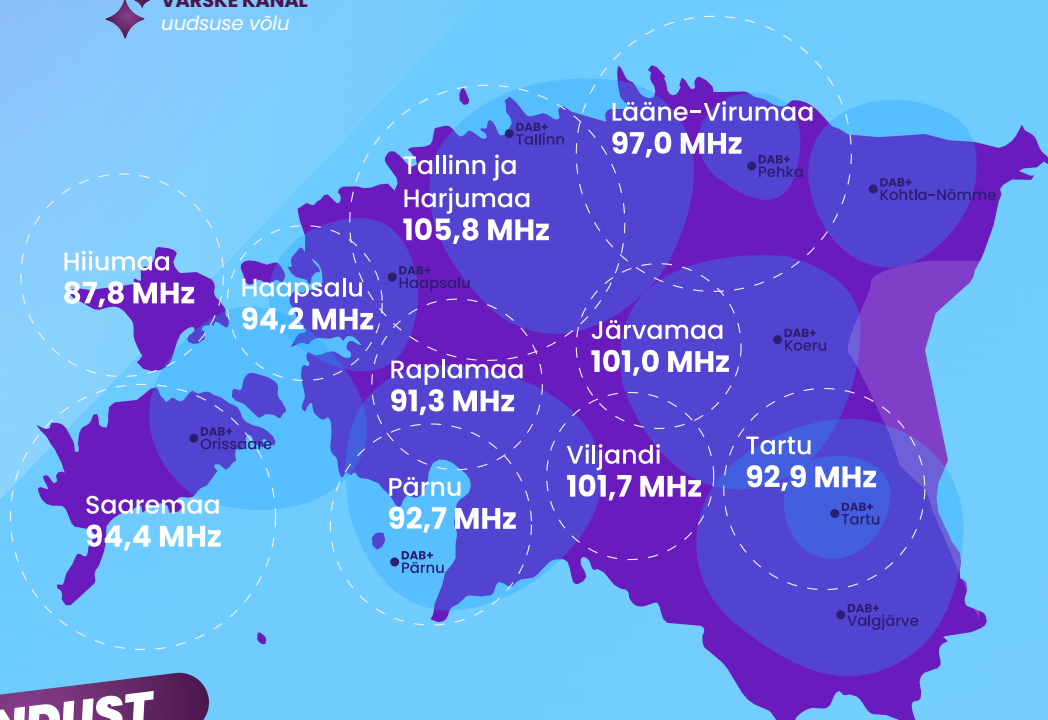 VÄRSKE KANAL
uudsuse võlu
Lääne-Virumaa
97,0 MHz
DAB+
Tallinn
Tallinn ja
Harjumaa
105,8 MHz
DAB+
Pehka
DAB+
Kohtla-Nõmme
Hiiumaa
87,8 MHz
Haapsalu
94,2 MHz
DAB+
Haapsalu
Järvamaa
101,0 MHz
DAB+
Koeru
Raplamaa
91,3 MHz
DAB+
Orissaare
Saaremaa
94,4 MHz
Pärnu
92,7 MHz
DAB+
Pärnu
Viljandi
101,7 MHz
Tartu
92,9 MHz
DAB+
Tartu
DAB+
Valgjärve